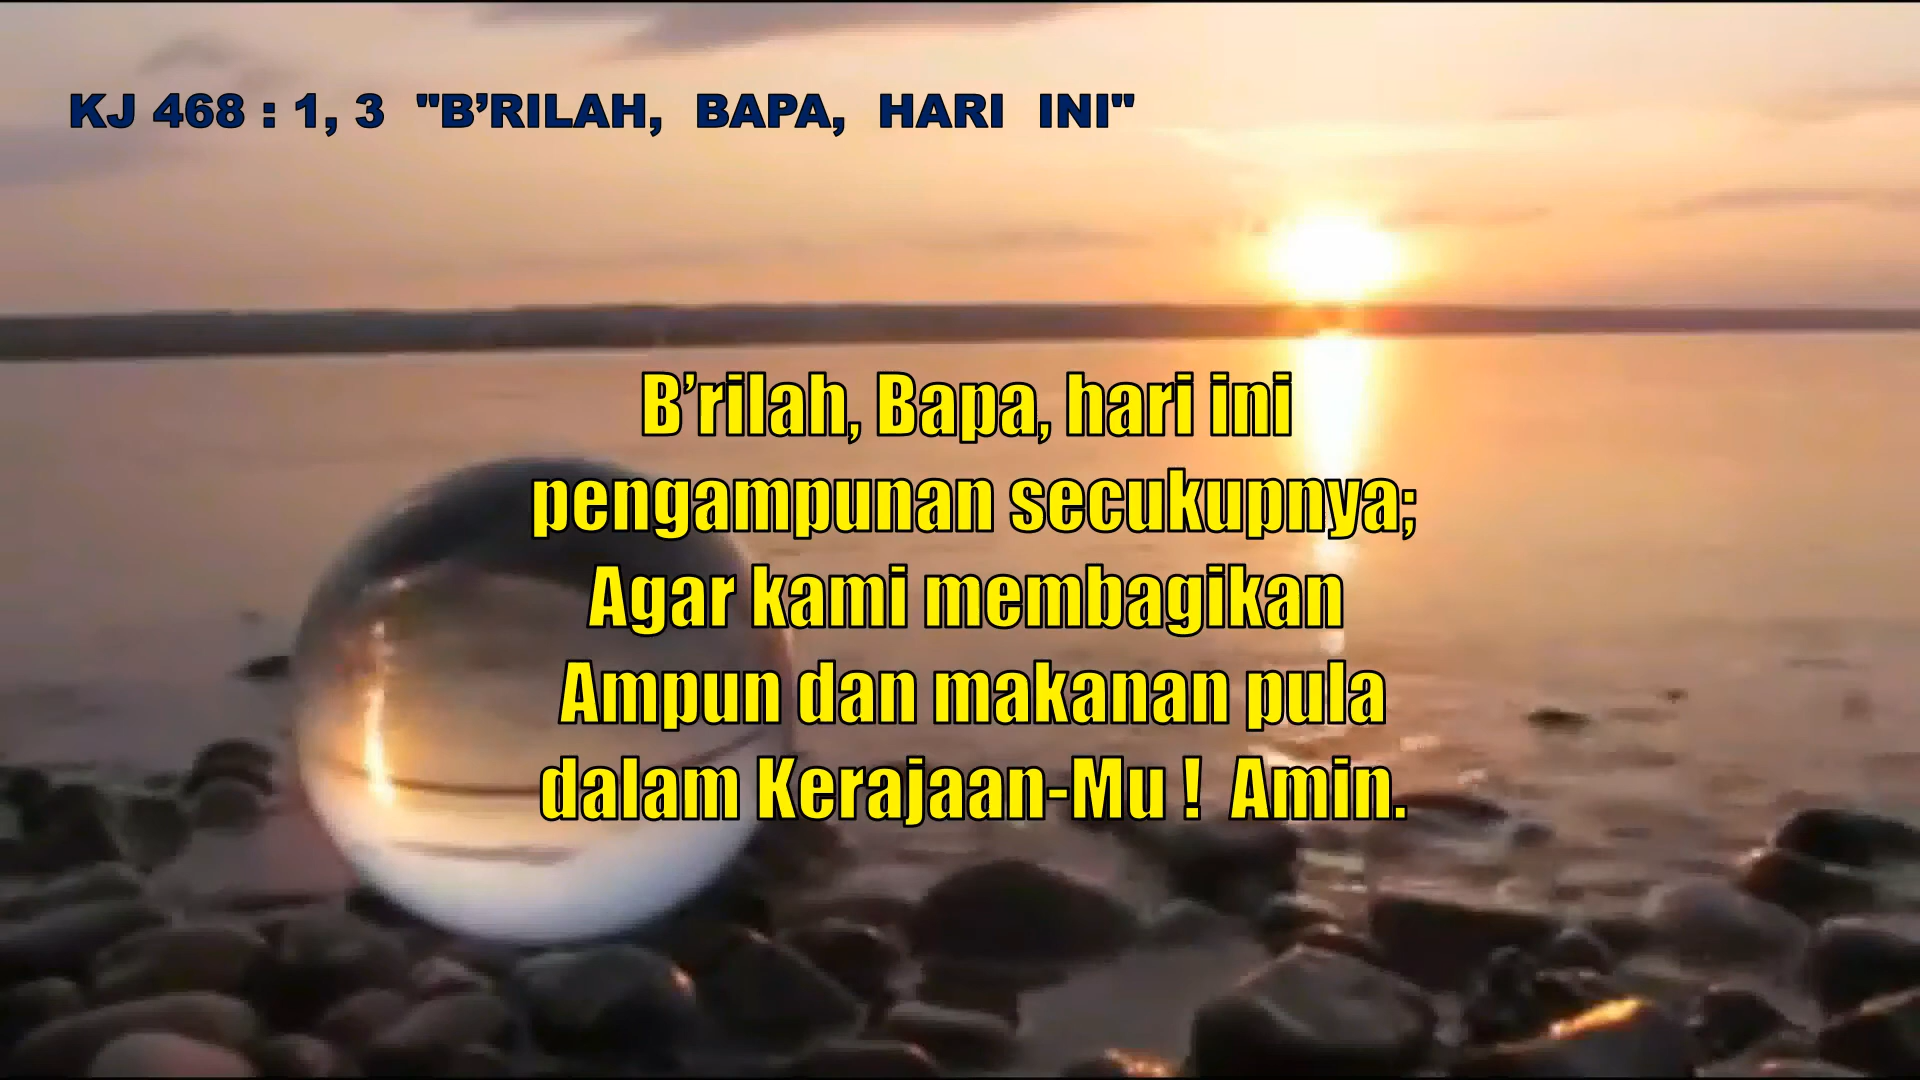 KJ 468 : 1, 3 "B’RILAH, BAPA, HARI INI"
B’rilah, Bapa, hari ini
pengampunan secukupnya;
Agar kami membagikan
Ampun dan makanan pula
dalam Kerajaan-Mu ! Amin.